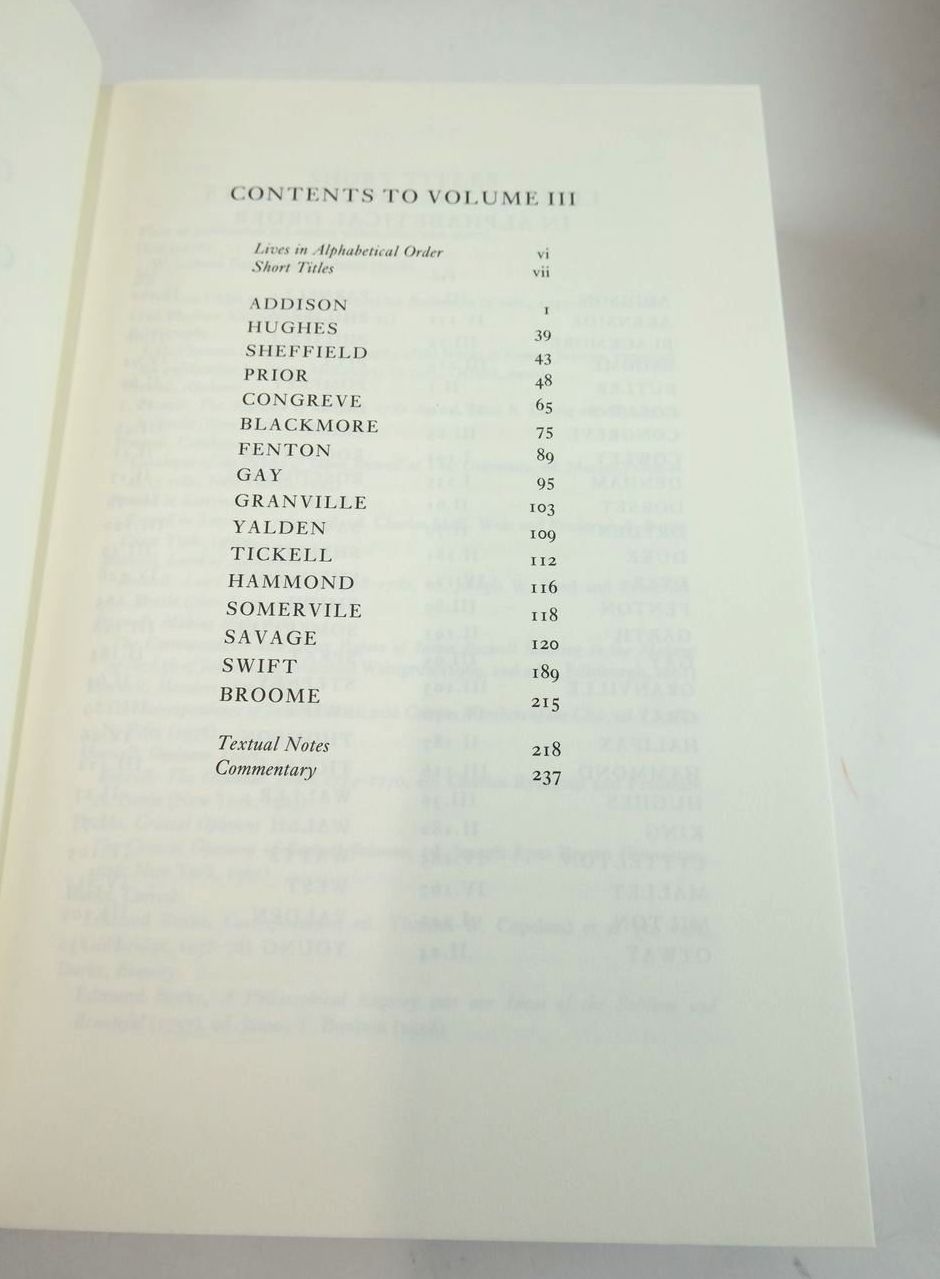 CONTENTS TO VOLUME III
Lives in Alphabetical Order vi
Short Titles vii
ADDISON 1
HUGHES 39
SHEFFIELD 43
PRIOR 48
CONGREVE 65
BLACKMORE 75
FENTON 89
GAY 95
GRANVILLE 103
YALDEN 109
TICKELL 112
HAMMOND 116
SOMERVILE 118
SAVAGE 120
SWIFT 189
BROOME 215
Textual Notes 218
Commentary 237